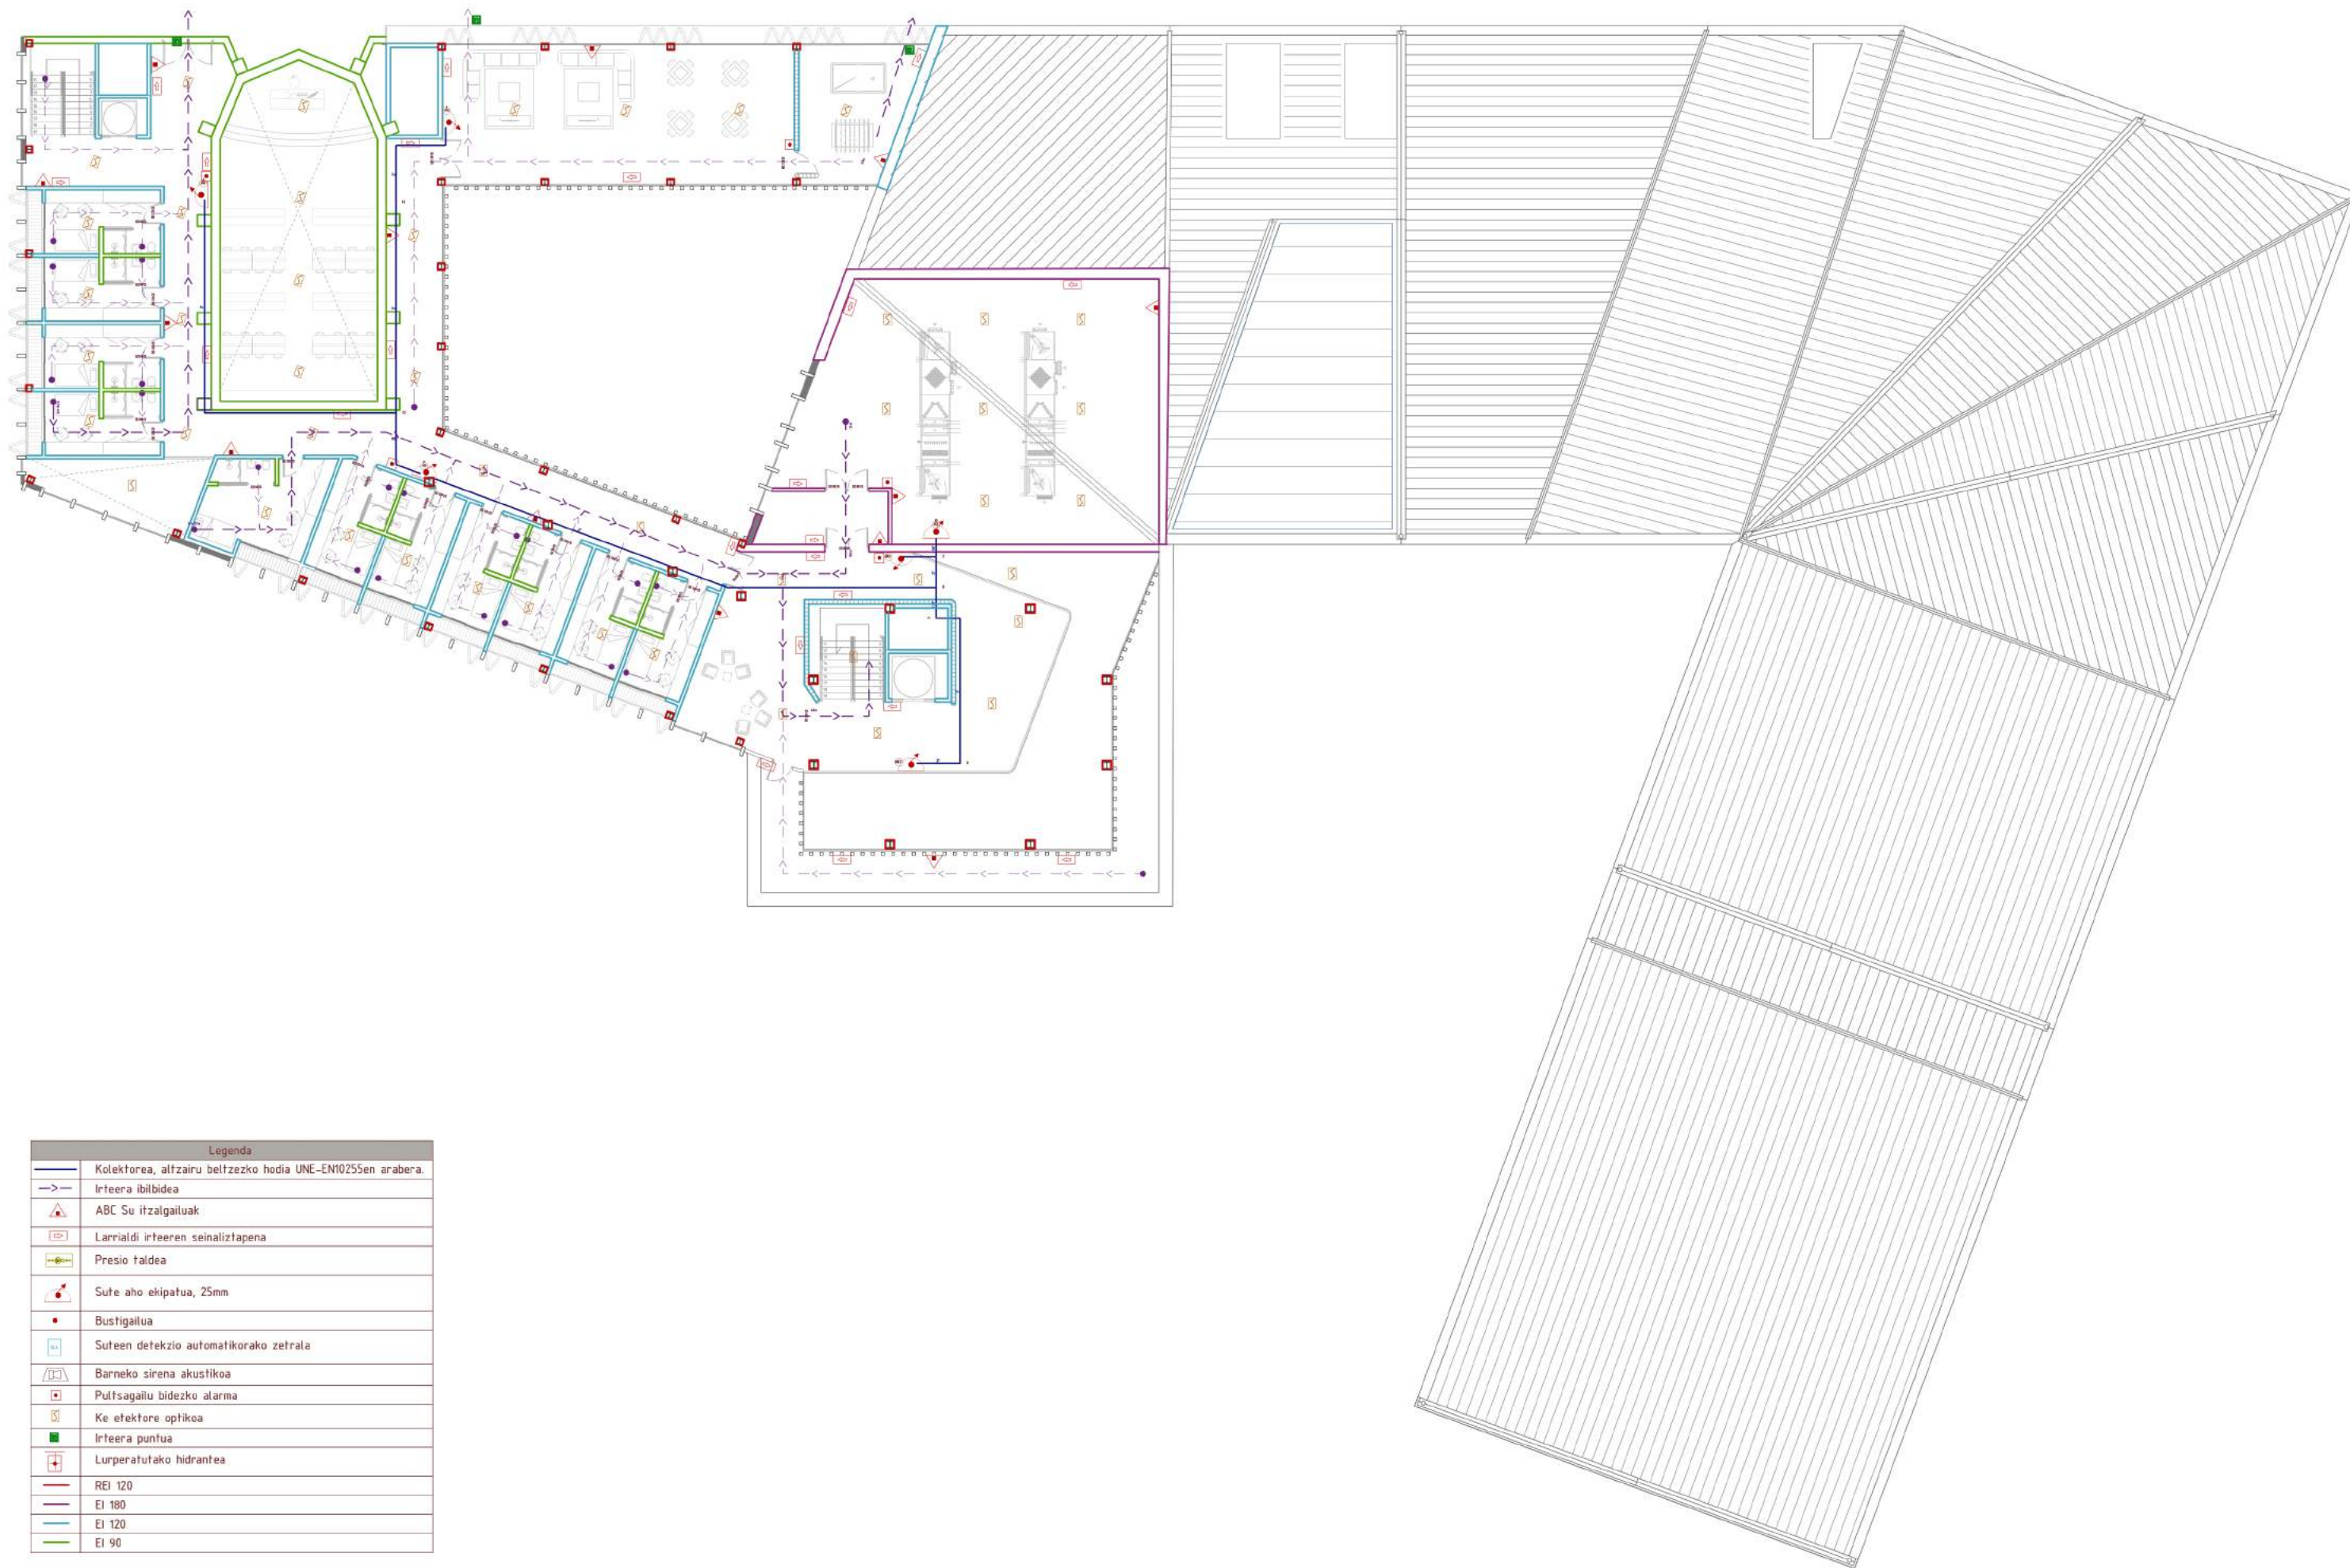 Legenda
Kolektorea, altzairu beltzezko hodia UNE-EN10255en arabera.
Irteera ibilbidea
ABC Su itzalgailuak
Larrialdi irteeren seinaliztapena
Presio taldea
Sute aho ekipatua, 25mm
Bustigailua
Suteen detekzio automatikorako zetrala
Barneko sirena akustikoa
Pultsagailu bidezko alarma
Ke etektore optikoa
Irteera puntua
Lurperatutako hidrantea
REI 120
EI 180
EI 120
EI 90